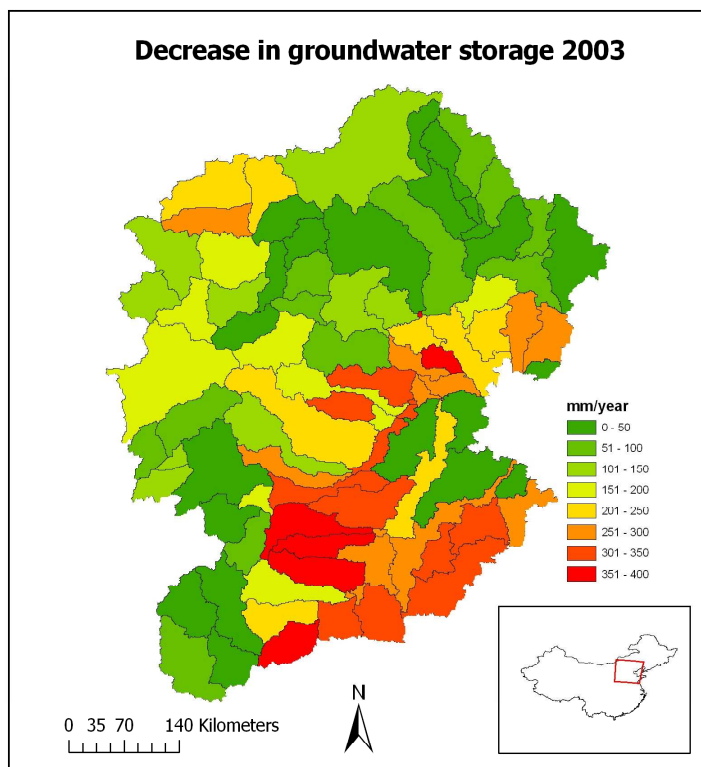 Decrease in groundwater storage 2003
mm/year
0 - 50
51 - 100
101 - 150
151 - 200
201 - 250
251 - 300
301 - 350
351 - 400
N
0 35 70 140 Kilometers